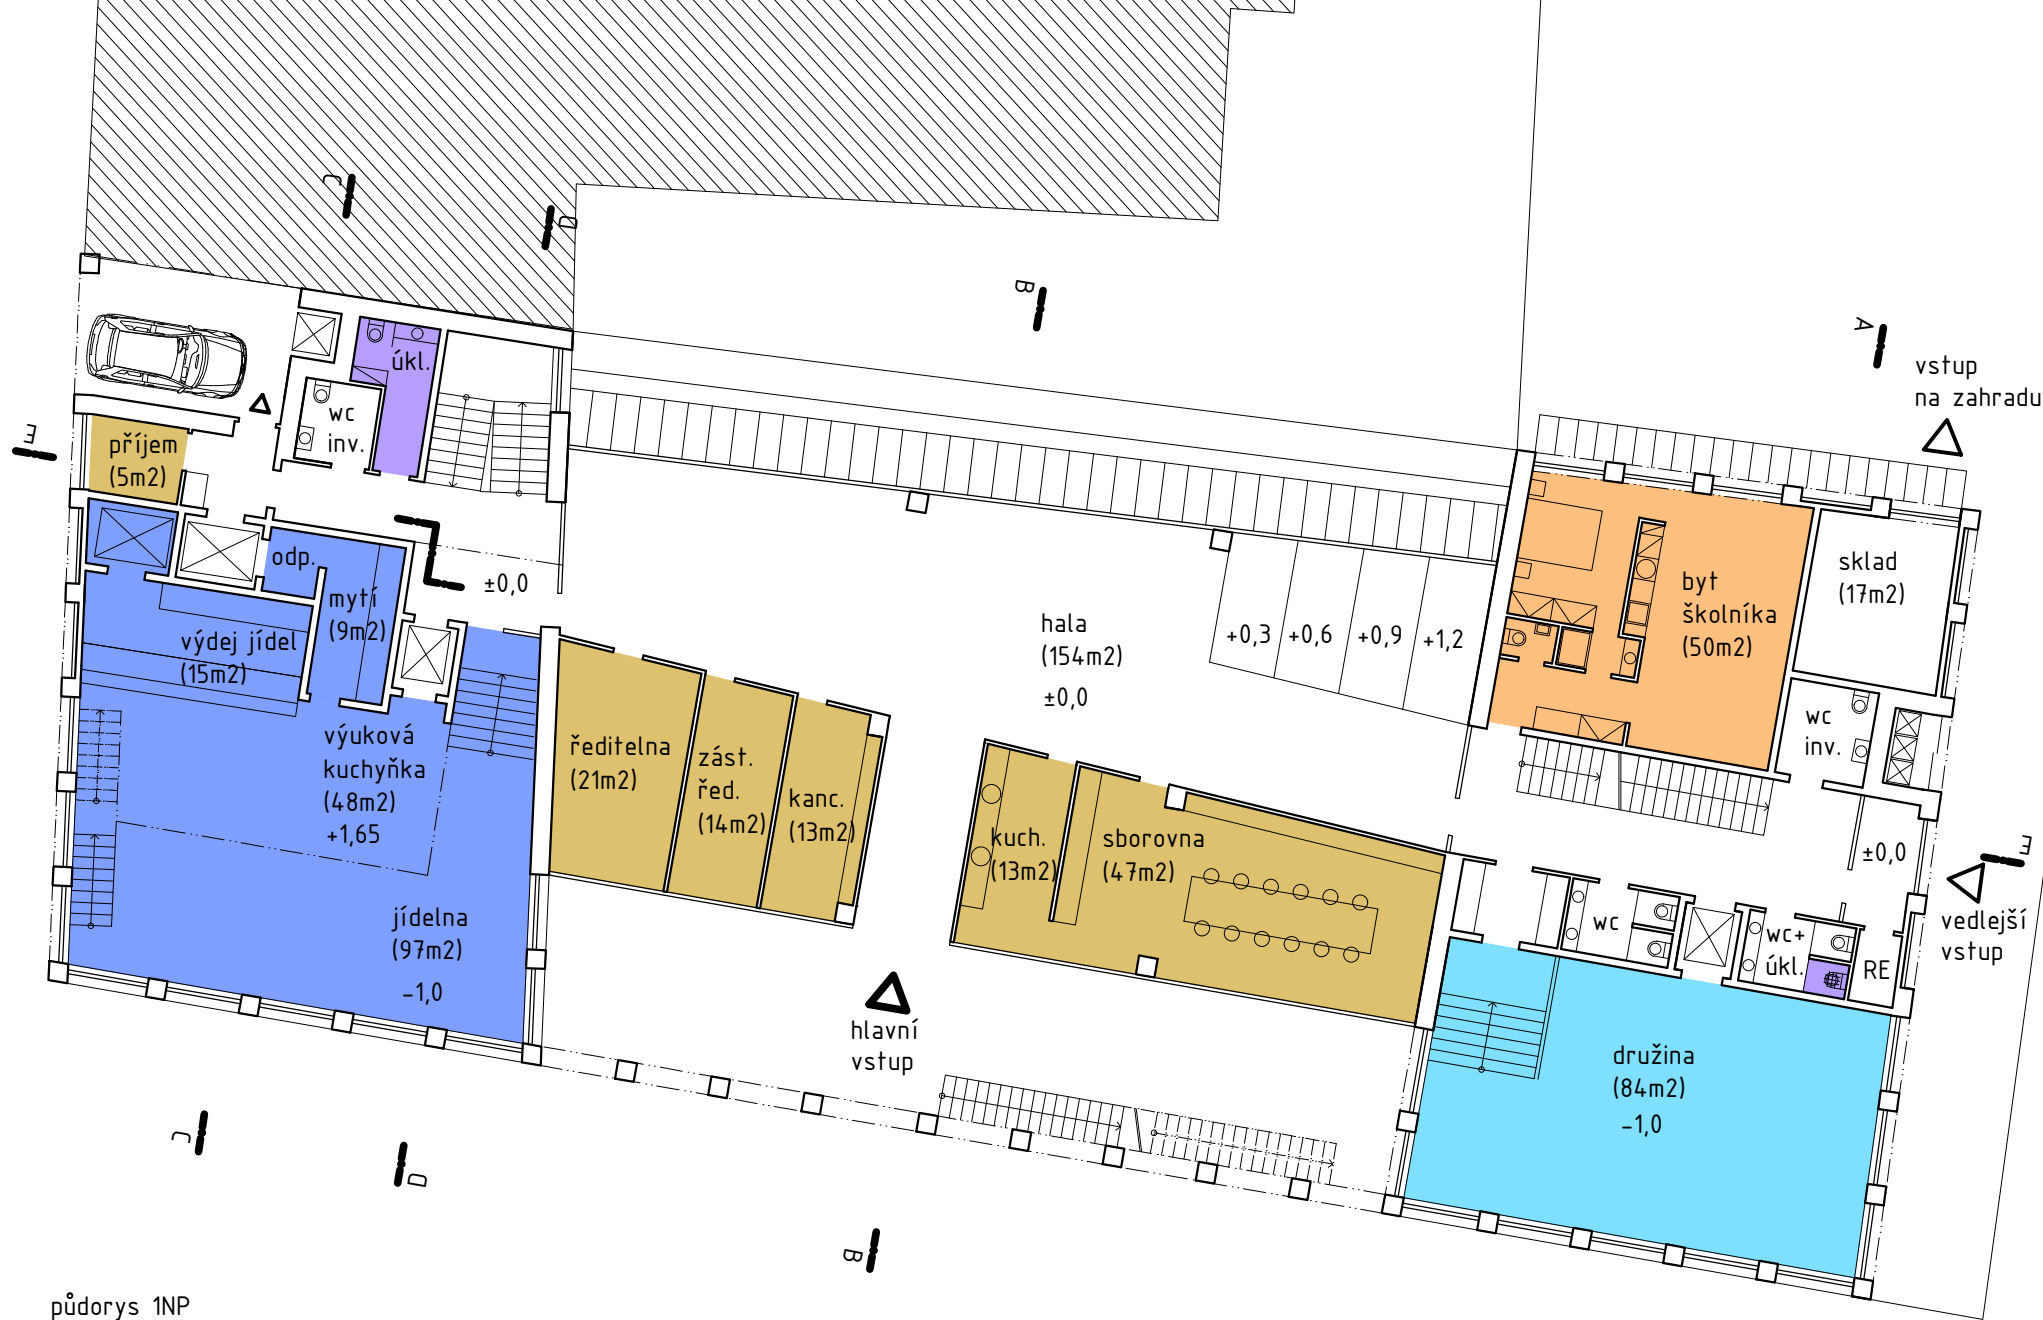 C
D
B
A
vstup
na zahradu
E
úkl.
wc
inv.
příjem
(5m2)
odp.
mytí
(9m2)
±0,0
výdej jídel
(15m2)
výuková
kuchyňka
(48m2)
+1,65
jídelna
(97m2)
-1,0
ředitelna
(21m2)
zást.
řed.
(14m2)
kanc.
(13m2)
hala
(154m2)
±0,0
+0,3
+0,6
+0,9
+1,2
byt
školníka
(50m2)
sklad
(17m2)
wc
inv.
kuch.
(13m2)
sborovna
(47m2)
±0,0
E
vedlejší
vstup
wc
wc+
úkl.
RE
hlavní
vstup
družina
(84m2)
-1,0
C
D
B
půdorys 1NP